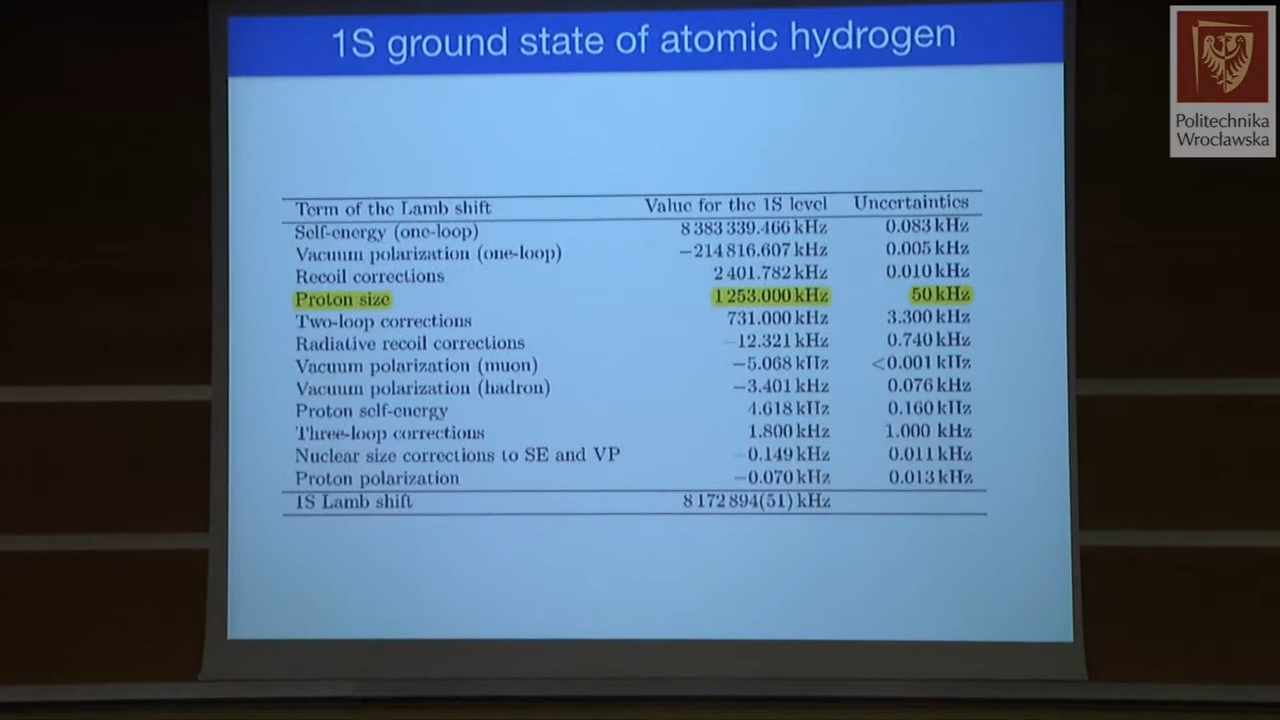 1S ground state of atomic hydrogen
Politechnika
Wrocławska
Term of the Lamb shift Value for the 1S level Uncertainties
Self-energy (one-loop) 8 383 339.466 kHz 0.083 kHz
Vacuum polarization (one-loop) −214 816.607 kHz 0.005 kHz
Recoil corrections 2 401.782 kHz 0.010 kHz
Proton size 1 253.000 kHz 50 kHz
Two-loop corrections 731.000 kHz 3.300 kHz
Radiative recoil corrections −12.321 kHz 0.740 kHz
Vacuum polarization (muon) −5.068 kHz <0.001 kHz
Vacuum polarization (hadron) −3.401 kHz 0.076 kHz
Proton self-energy 4.618 kHz 0.160 kHz
Three-loop corrections 1.800 kHz 1.000 kHz
Nuclear size corrections to SE and VP −0.149 kHz 0.011 kHz
Proton polarization −0.070 kHz 0.013 kHz
1S Lamb shift 8 172 894(51) kHz